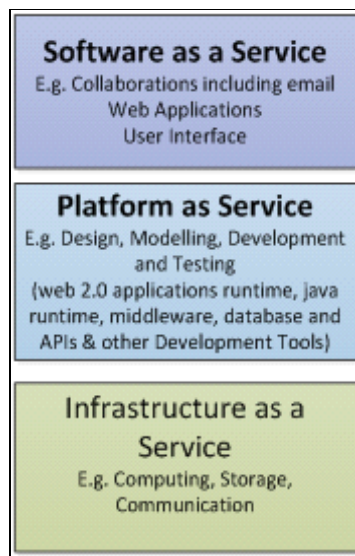 Software as a Service
E.g. Collaborations including email
Web Applications
User Interface
Platform as Service
E.g. Design, Modelling, Development
and Testing
(web 2.0 applications runtime, java
runtime, middleware, database and
APIs & other Development Tools)
Infrastructure as a
Service
E.g. Computing, Storage,
Communication